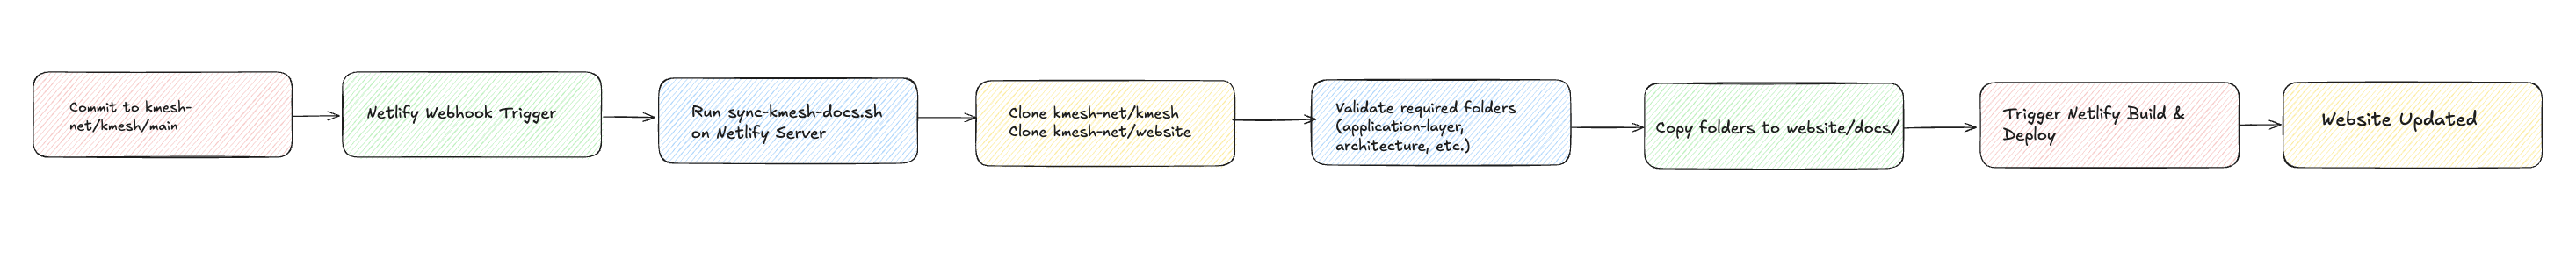 Commit to kmesh-
net/kmesh/main
Netlify Webhook Trigger
Run sync-kmesh-docs.sh
on Netlify Server
Clone kmesh-net/kmesh
Clone kmesh-net/website
Validate required folders
(application-layer,
architecture, etc.)
Copy folders to website/docs/
Trigger Netlify Build &
Deploy
Website Updated